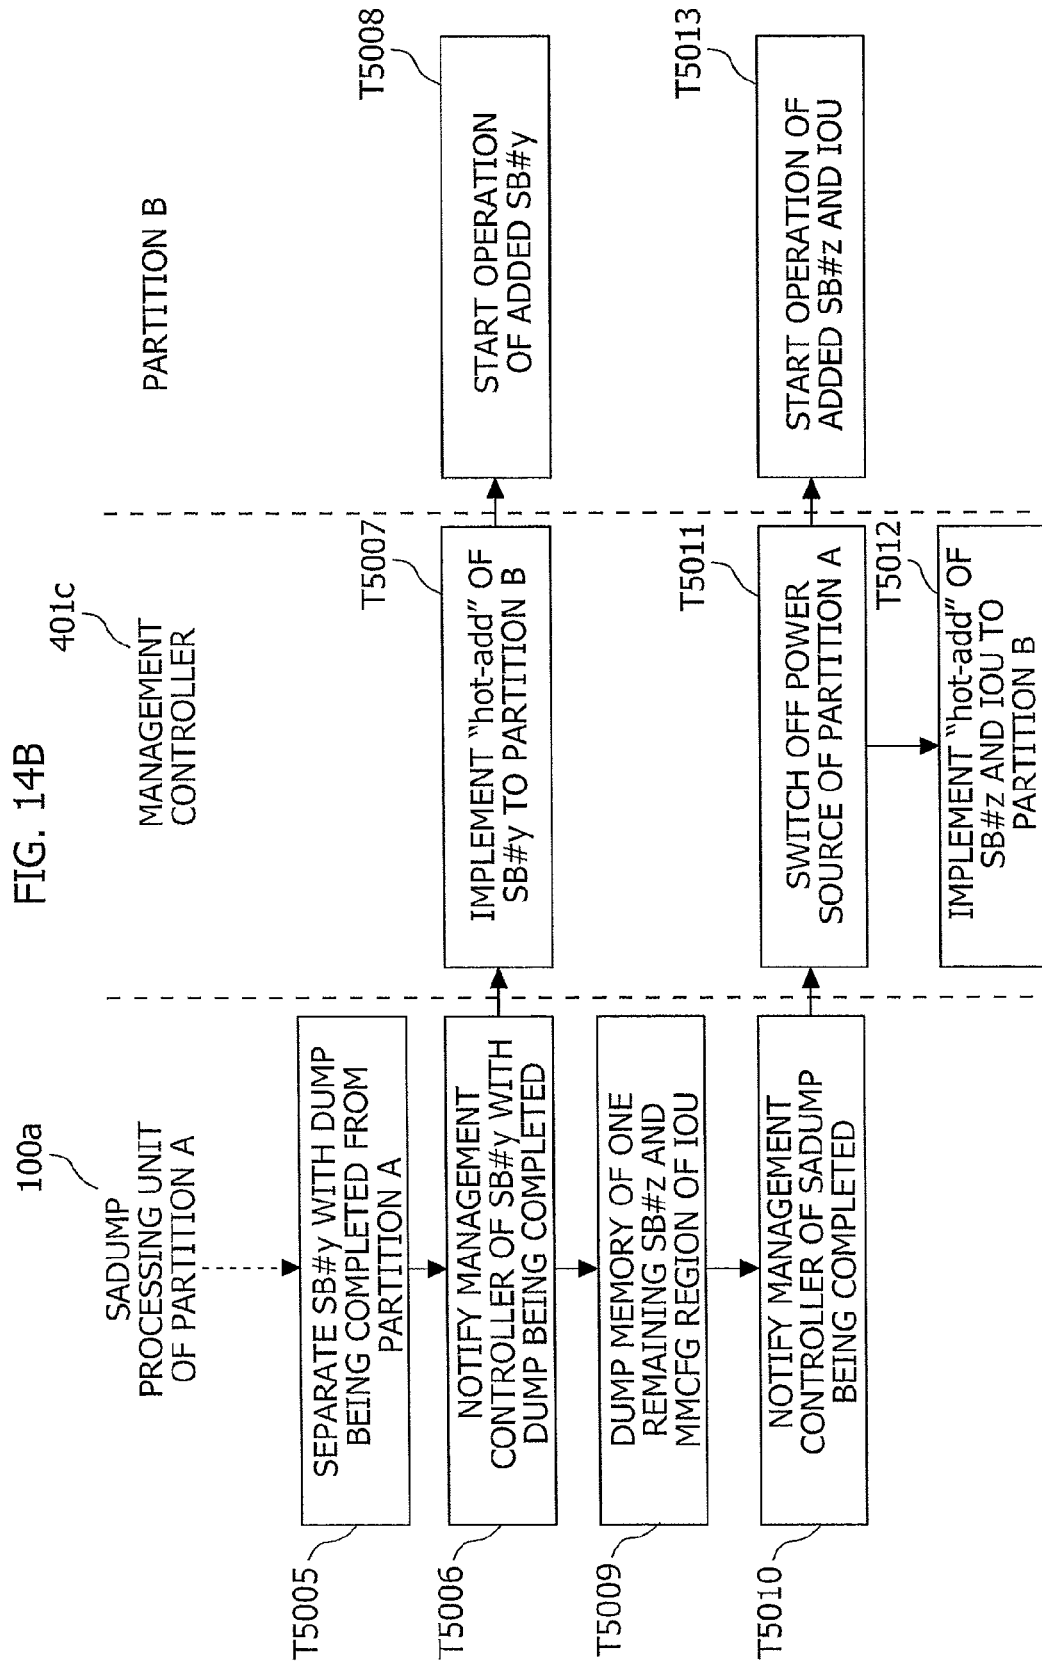 FIG. 14B
100a
SADUMP
PROCESSING UNIT
OF PARTITION A
401c
MANAGEMENT
CONTROLLER
PARTITION B
T5005
SEPARATE SB#y WITH DUMP
BEING COMPLETED FROM
PARTITION A
T5006
NOTIFY MANAGEMENT
CONTROLLER OF SB#y WITH
DUMP BEING COMPLETED
T5007
IMPLEMENT "hot-add" OF
SB#y TO PARTITION B
T5008
START OPERATION
OF ADDED SB#y
T5009
DUMP MEMORY OF ONE
REMAINING SB#z AND
MMCFG REGION OF IOU
T5010
NOTIFY MANAGEMENT
CONTROLLER OF SADUMP
BEING COMPLETED
T5011
SWITCH OFF POWER
SOURCE OF PARTITION A
T5012
IMPLEMENT "hot-add" OF
SB#z AND IOU TO
PARTITION B
T5013
START OPERATION OF
ADDED SB#z AND IOU